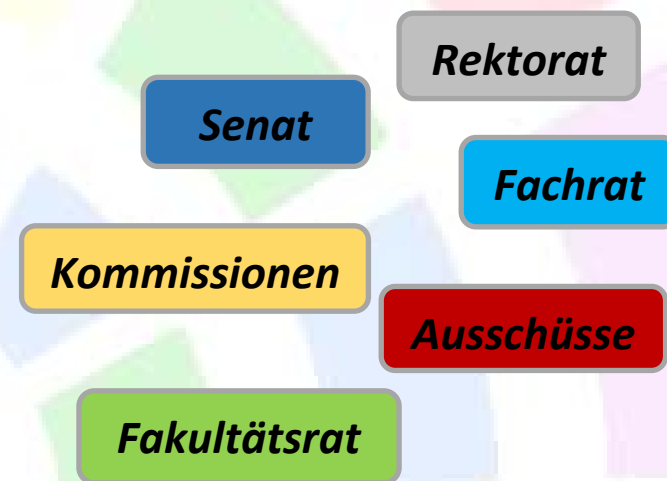 Rektorat
Senat
Fachrat
Kommissionen
Ausschüsse
Fakultätsrat